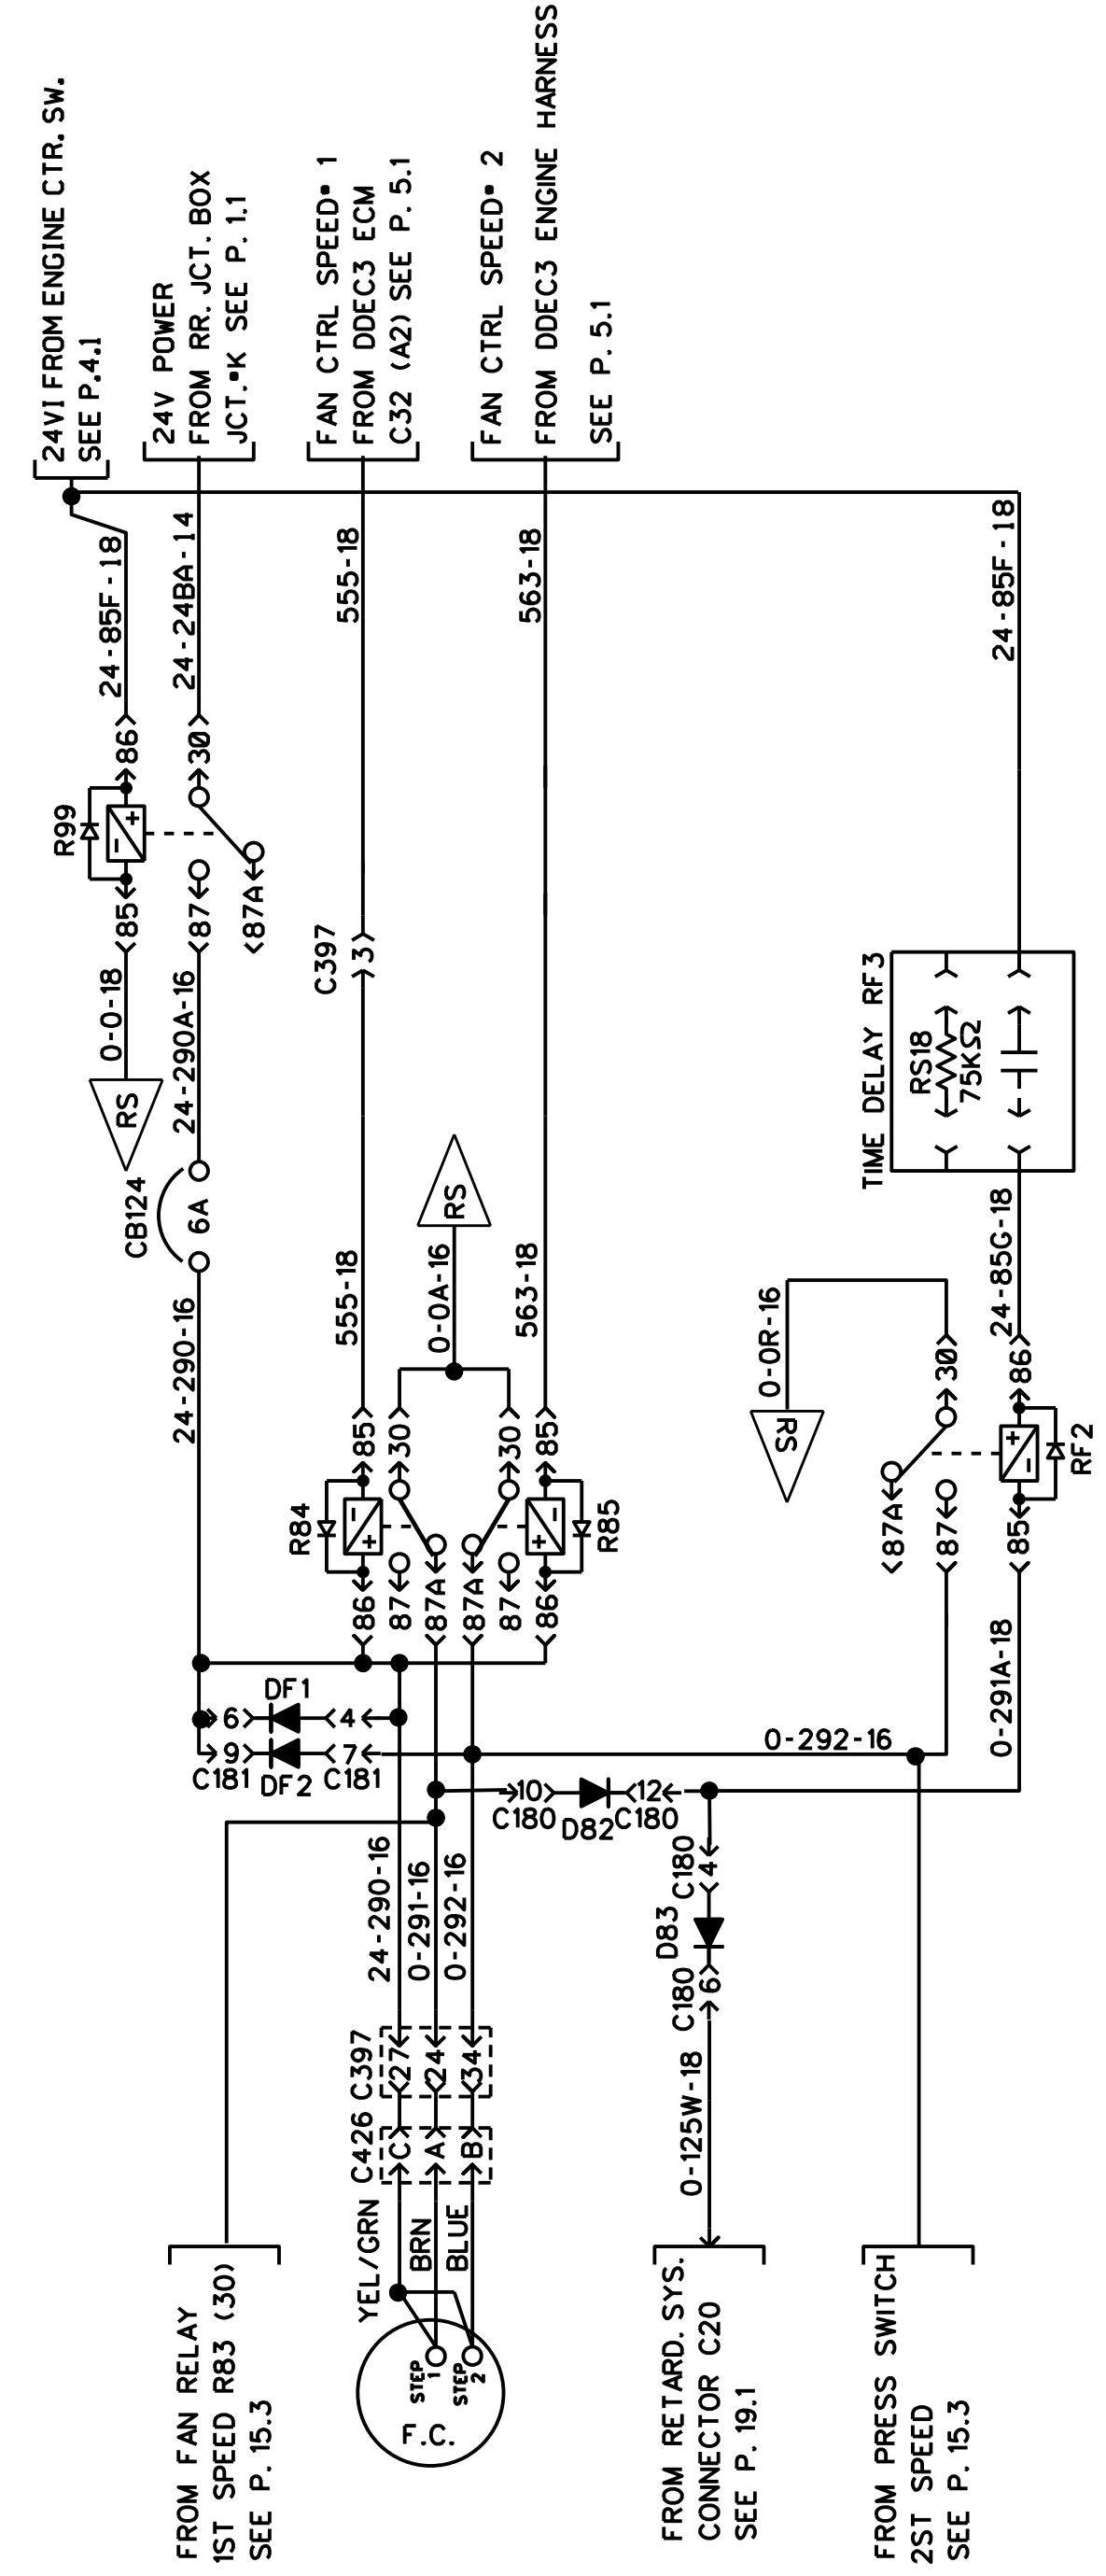 24VI FROM ENGINE CTR. SW.
SEE P.4.1
24V POWER
FROM RR. JCT. BOX
JCT.•K SEE P. 1.1
FAN CTRL SPEED• 1
FROM DDEC3 ECM
C32 (A2) SEE P. 5.1
FAN CTRL SPEED• 2
FROM DDEC3 ENGINE HARNESS
SEE P. 5.1
24-85F-18
24-24BA-14
555-18
563-18
24-85F-18
R99
86
85
- +
30
87
87A
0-0-18
RS
24-290A-16
CB124
6A
24-290-16
C397
3
555-18
RS
0-0A-16
563-18
TIME DELAY RF3
RS18
75KΩ
24-85G-18
0-0R-16
RS
R84
85
86
+ -
30
87
87A
R85
30
85
87A
87
86
+ -
30
87A
87
86
85
+ -
RF2
0-291A-18
DF1
6
4
9
7
C181
DF2
C181
0-292-16
10
12
C180
D82
C180
C180
4
D83
C180
6
0-125W-18
24-290-16
0-291-16
0-292-16
C397
27
24
34
C426
C
A
B
YEL/GRN
BRN
BLUE
STEP
1
STEP
2
F.C.
FROM FAN RELAY
1ST SPEED R83 (30)
SEE P. 15.3
FROM RETARD. SYS.
CONNECTOR C20
SEE P. 19.1
FROM PRESS SWITCH
2ST SPEED
SEE P. 15.3